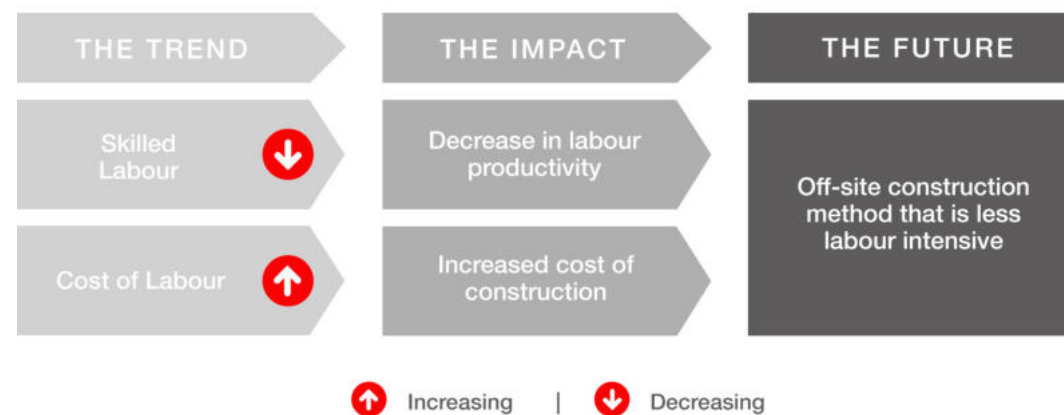 THE TREND
THE IMPACT
THE FUTURE
Skilled
Labour
Decrease in labour
productivity
Off-site construction
method that is less
labour intensive
Cost of Labour
Increased cost of
construction
Increasing | Decreasing